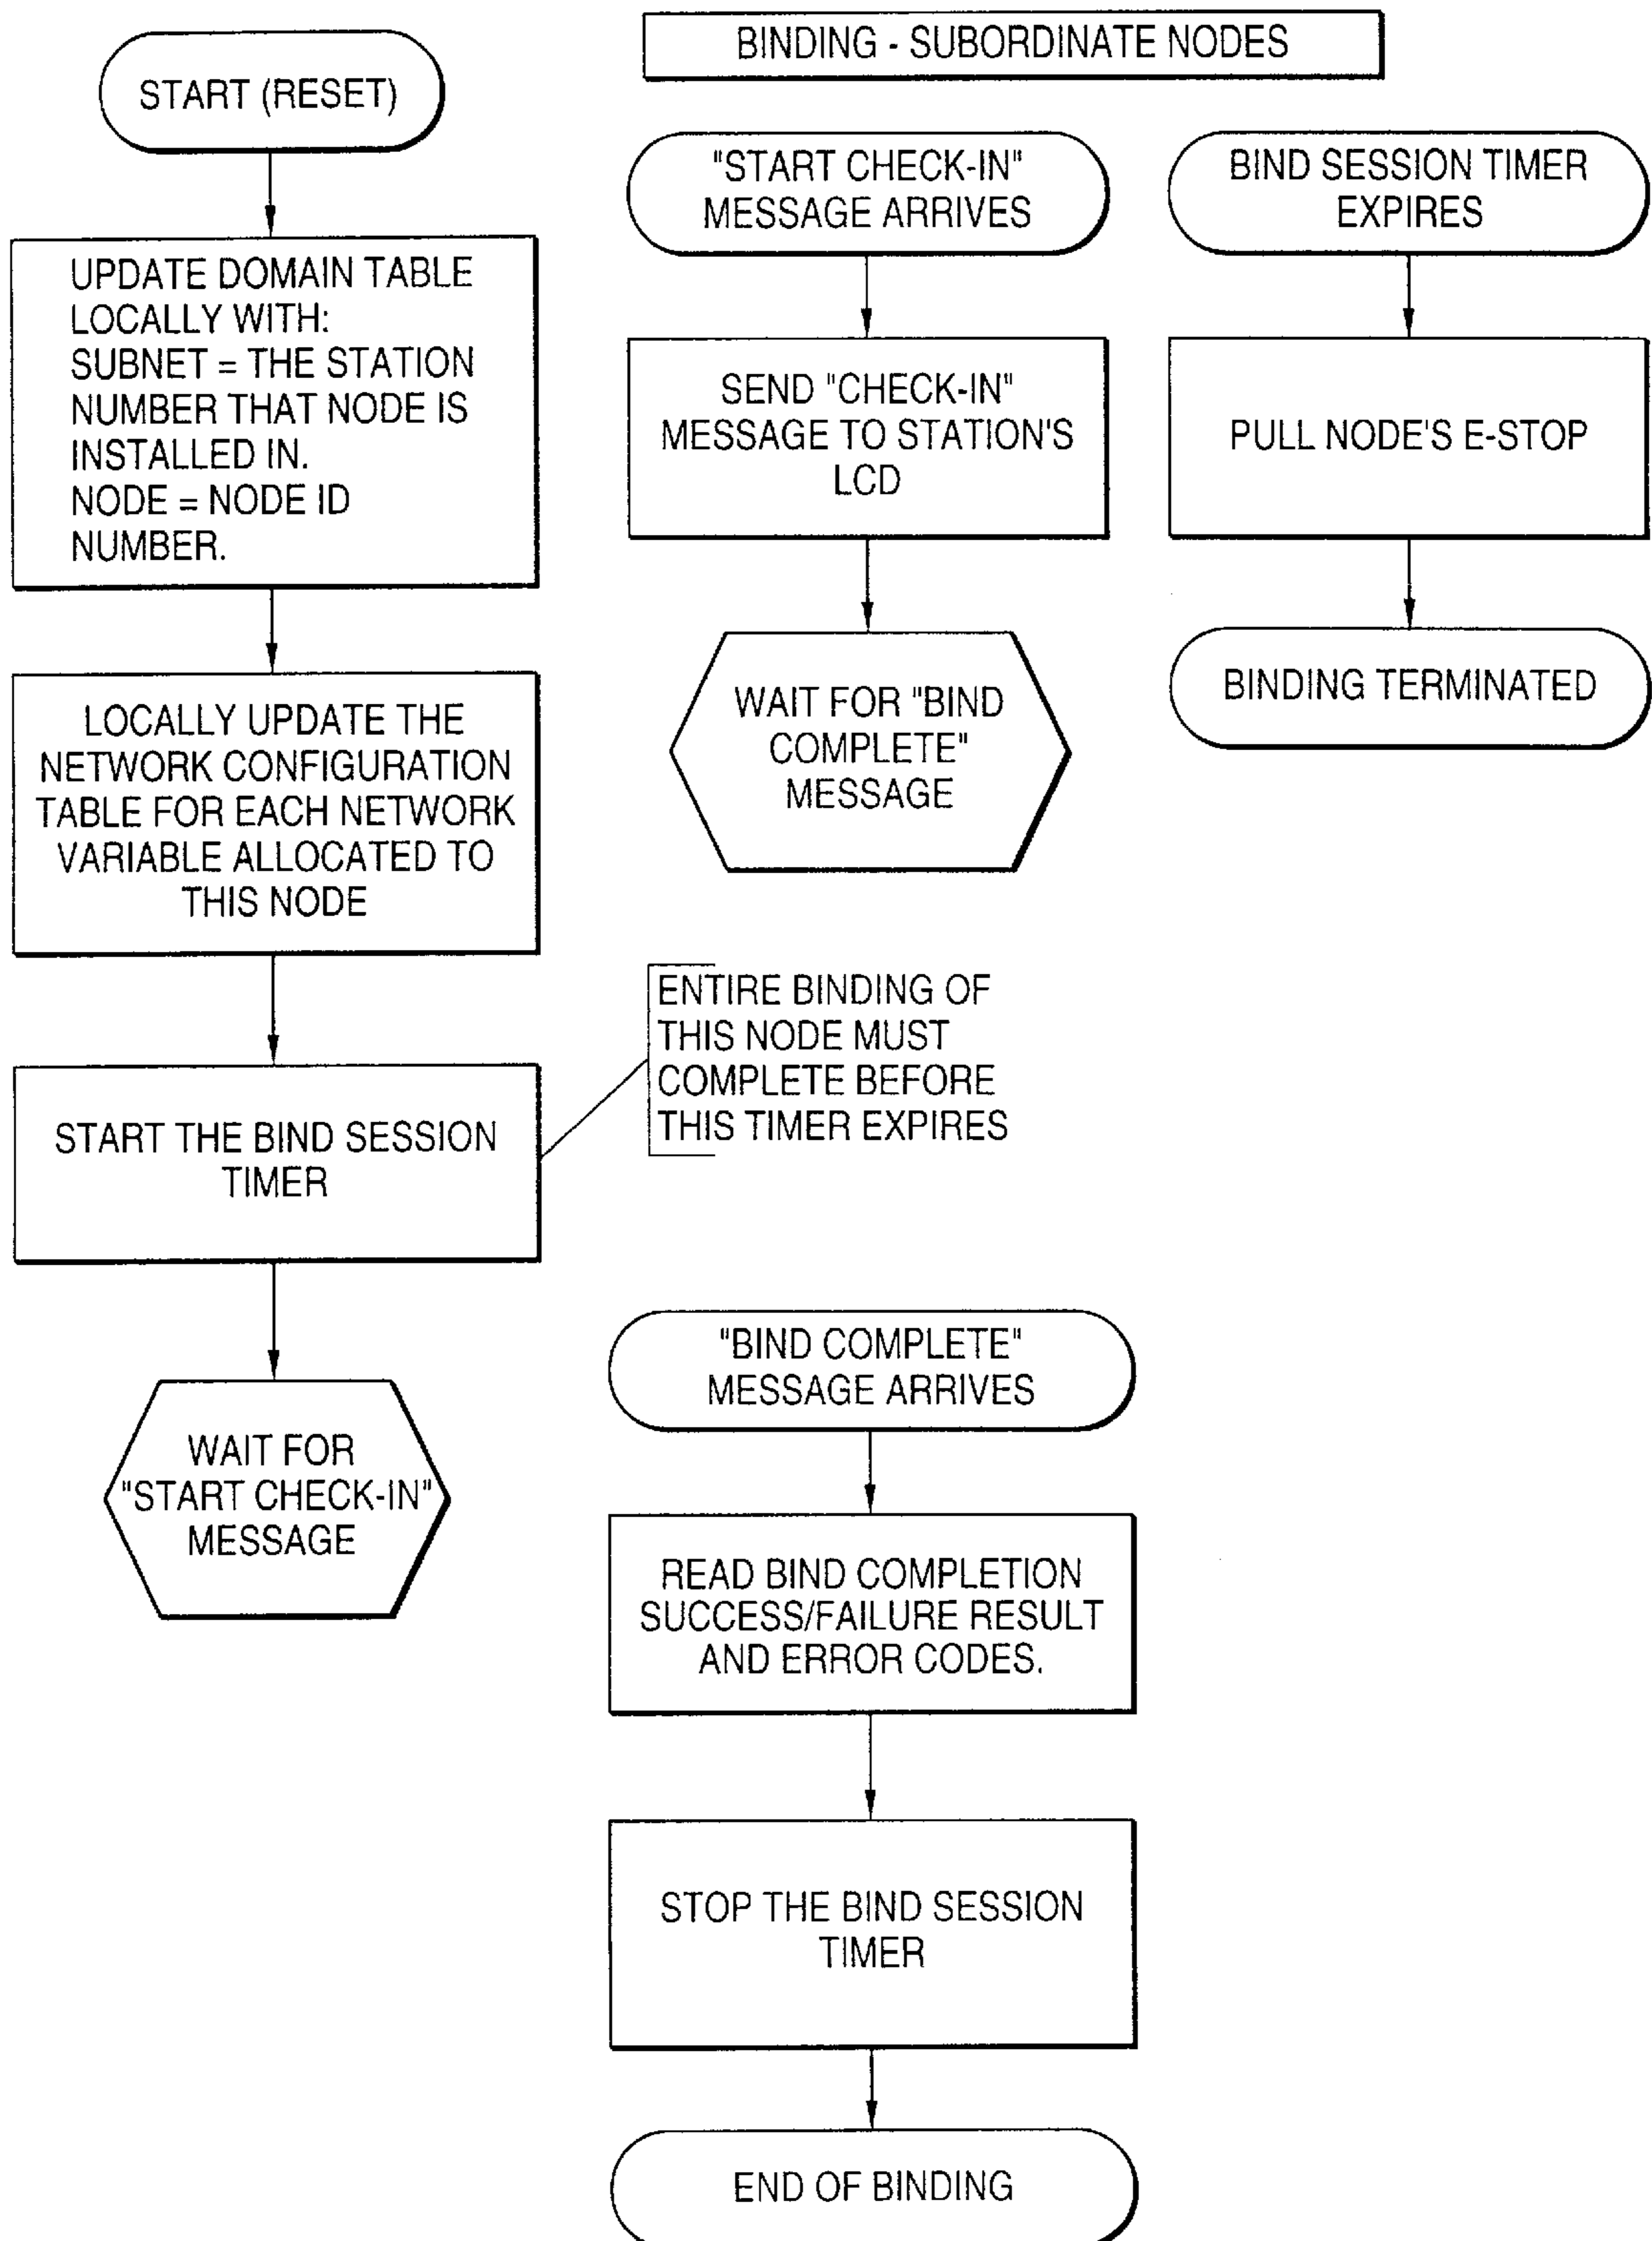 BINDING - SUBORDINATE NODES
START (RESET)
UPDATE DOMAIN TABLE
LOCALLY WITH:
SUBNET = THE STATION
NUMBER THAT NODE IS
INSTALLED IN.
NODE = NODE ID
NUMBER.
LOCALLY UPDATE THE
NETWORK CONFIGURATION
TABLE FOR EACH NETWORK
VARIABLE ALLOCATED TO
THIS NODE
START THE BIND SESSION
TIMER
ENTIRE BINDING OF
THIS NODE MUST
COMPLETE BEFORE
THIS TIMER EXPIRES
WAIT FOR
"START CHECK-IN"
MESSAGE
"START CHECK-IN"
MESSAGE ARRIVES
SEND "CHECK-IN"
MESSAGE TO STATION'S
LCD
WAIT FOR "BIND
COMPLETE"
MESSAGE
BIND SESSION TIMER
EXPIRES
PULL NODE'S E-STOP
BINDING TERMINATED
"BIND COMPLETE"
MESSAGE ARRIVES
READ BIND COMPLETION
SUCCESS/FAILURE RESULT
AND ERROR CODES.
STOP THE BIND SESSION
TIMER
END OF BINDING